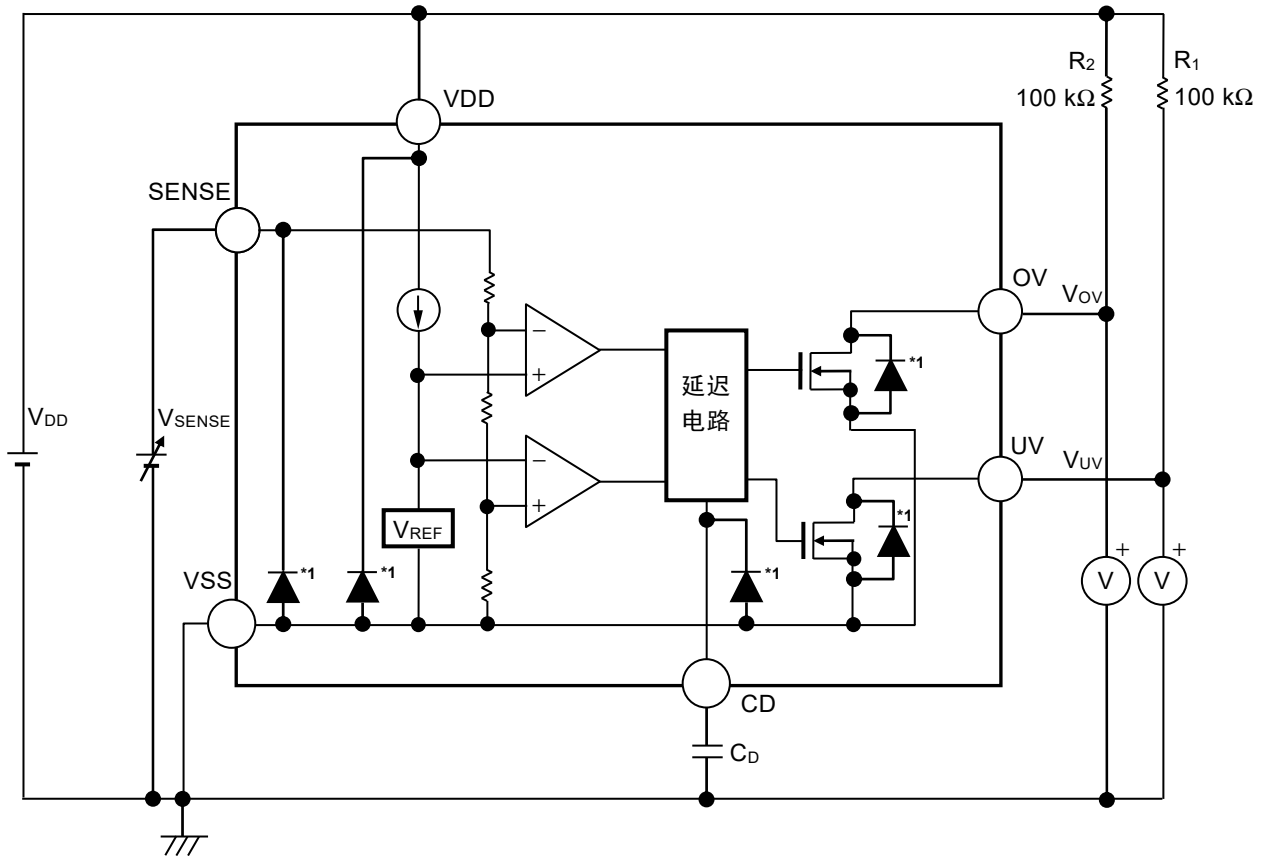 R2
100 kΩ
R1
100 kΩ
VDD
SENSE
OV
VOV
−
+
延迟
电路
*1
VDD
VSENSE
UV
VUV
−
+
*1
VREF
VSS
*1
*1
*1
+
+
V
V
CD
CD